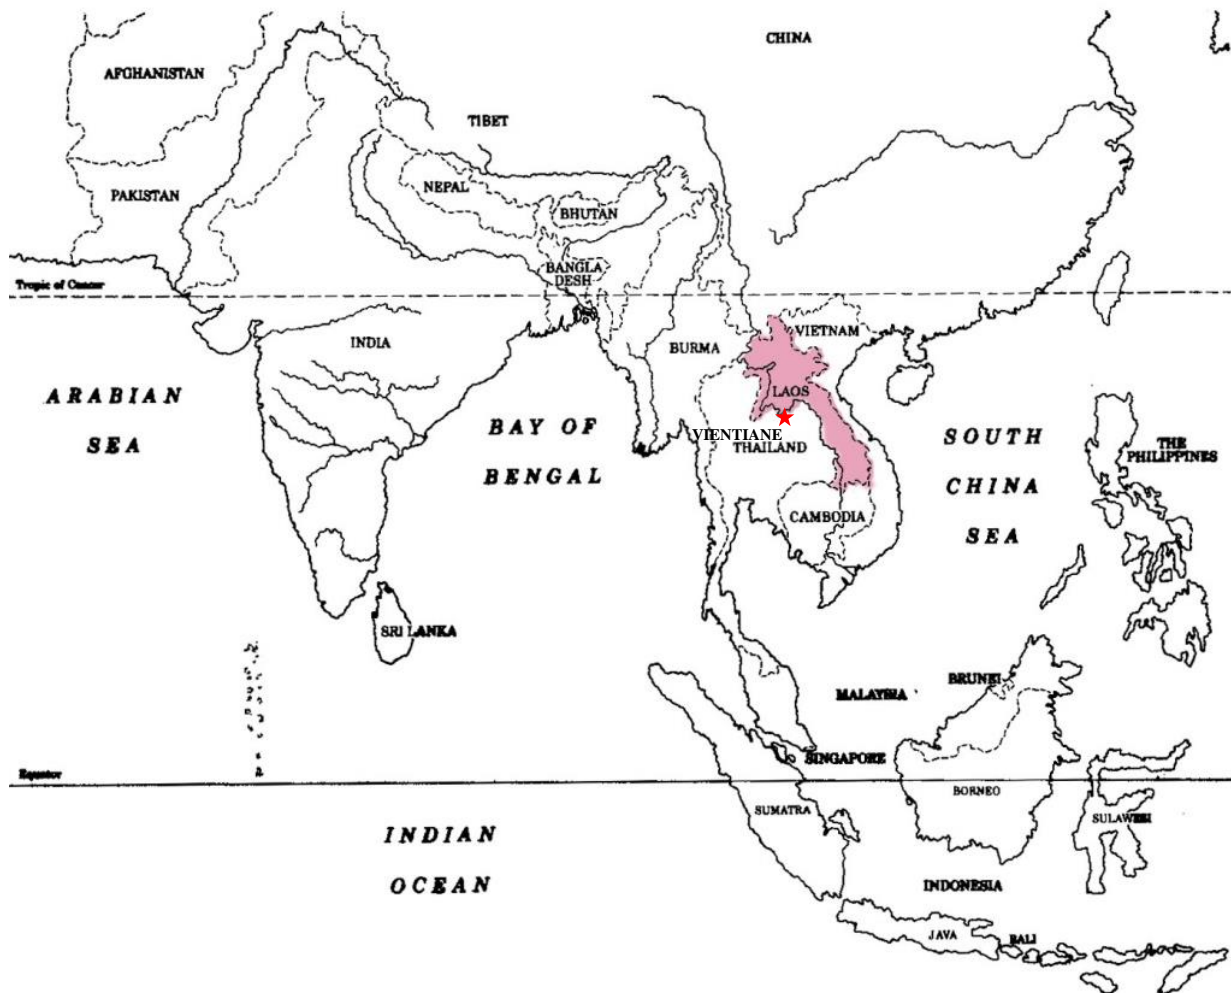 CHINA
AFGHANISTAN
TIBET
PAKISTAN
NEPAL
BHUTAN
BANGLA
DESH
Tropic of Cancer
INDIA
BURMA
VIETNAM
LAOS
ARABIAN
SEA
BAY OF
BENGAL
VIENTIANE
THAILAND
SOUTH
CHINA
SEA
THE
PHILIPPINES
CAMBODIA
SRI LANKA
MALAYSIA
BRUNEI
SINGAPORE
Equator
BORNEO
SUMATRA
SULAWESI
INDIAN
OCEAN
INDONESIA
JAVA
BALI